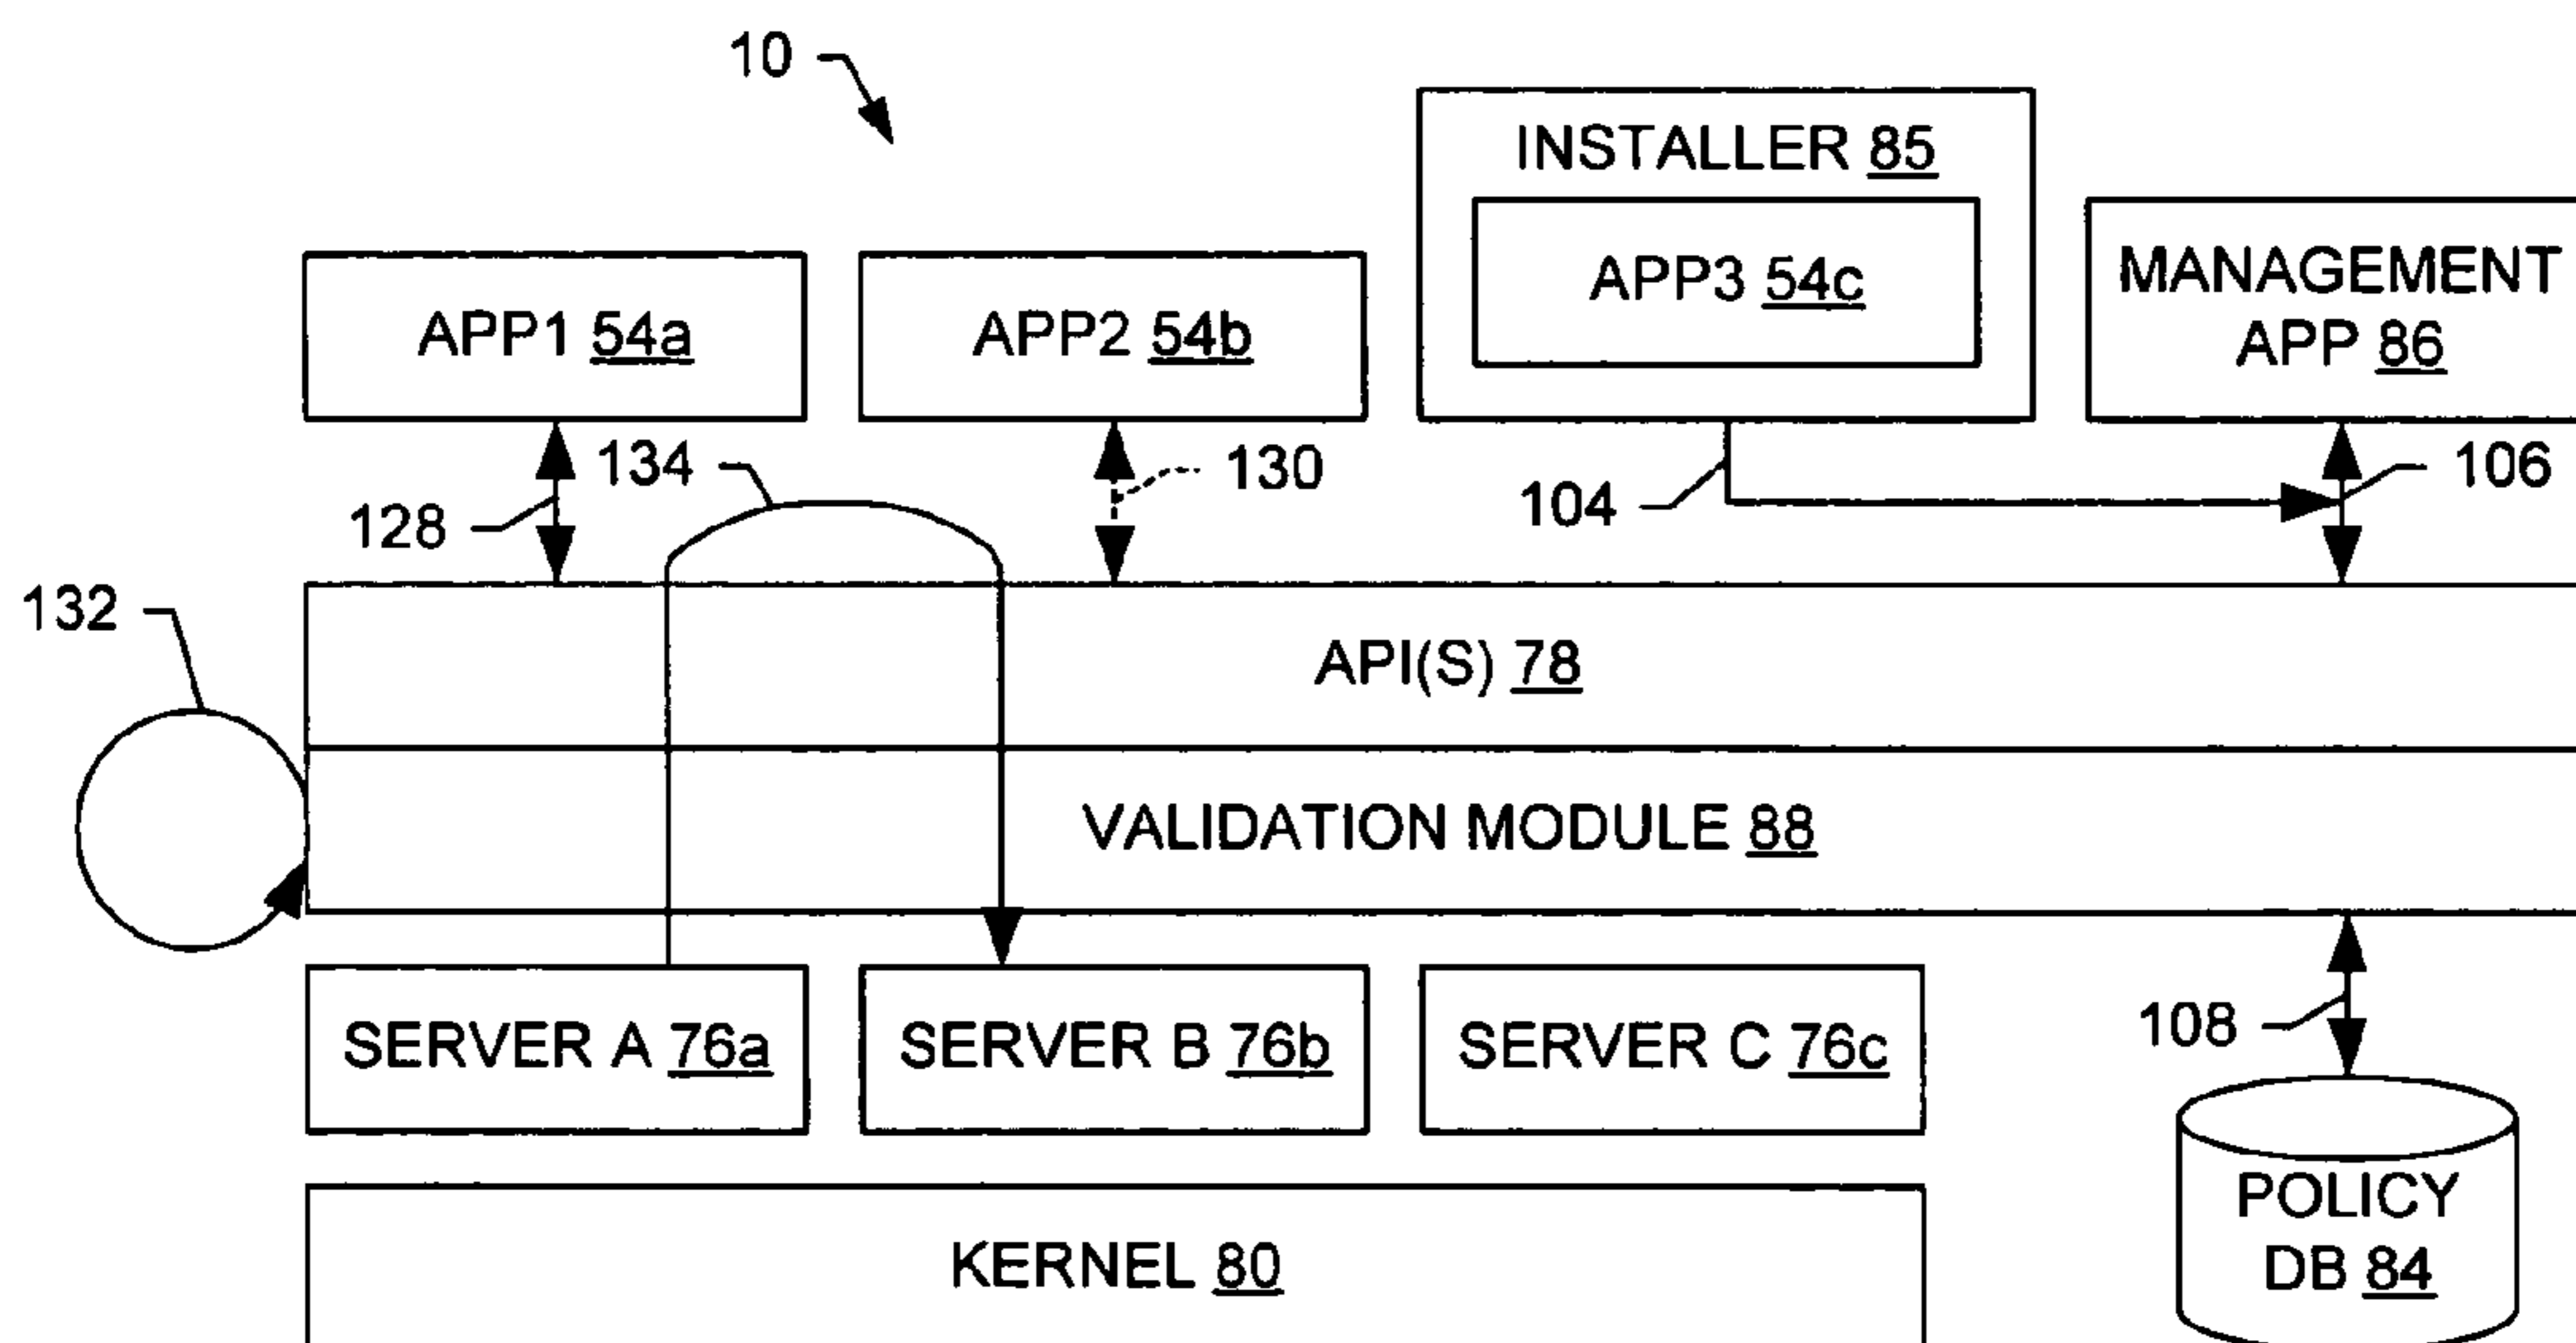 10
INSTALLER 85
APP3 54c
MANAGEMENT
APP 86
APP1 54a
APP2 54b
134
130
106
128
104
132
API(S) 78
VALIDATION MODULE 88
SERVER A 76a
SERVER B 76b
SERVER C 76c
108
POLICY
DB 84
KERNEL 80